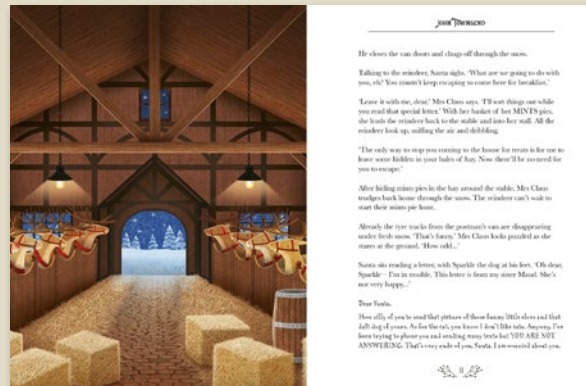 JOHN TOWNSEND
He closes the van doors and chugs off through the snow.
Talking to the reindeer, Santa sighs. 'What are we going to do with
you, eh? You mustn't keep escaping to come here for breakfast.'
'Leave it with me, dear,' Mrs Claus says. 'I'll sort things out while
you read that special letter.' With her basket of hot MINTS pies,
she leads the reindeer back to the stable and into her stall. All the
reindeer look up, sniffing the air and dribbling.
'The only way to stop you coming to the house for treats is for me to
leave some hidden in your bales of hay. Now there'll be no need for
you to escape.'
After hiding mints pies in the hay around the stable, Mrs Claus
trudges back home through the snow. The reindeer can't wait to
start their mints pie hunt.
Already the tyre tracks from the postman's van are disappearing
under fresh snow. 'That's funny.' Mrs Claus looks puzzled as she
stares at the ground. 'How odd...'
Santa sits reading a letter, with Sparkle the dog at his feet. 'Oh dear,
Sparkle – I'm in trouble. This letter is from my sister Maud. She's
not very happy...'
Dear Santa,
How silly of you to send that picture of those funny little elves and that
daft dog of yours. As for the cat, you know I don't like cats. Anyway, I've
been trying to phone you and sending many texts but YOU ARE NOT
ANSWERING. That's very rude of you, Santa. I am worried about you.
11